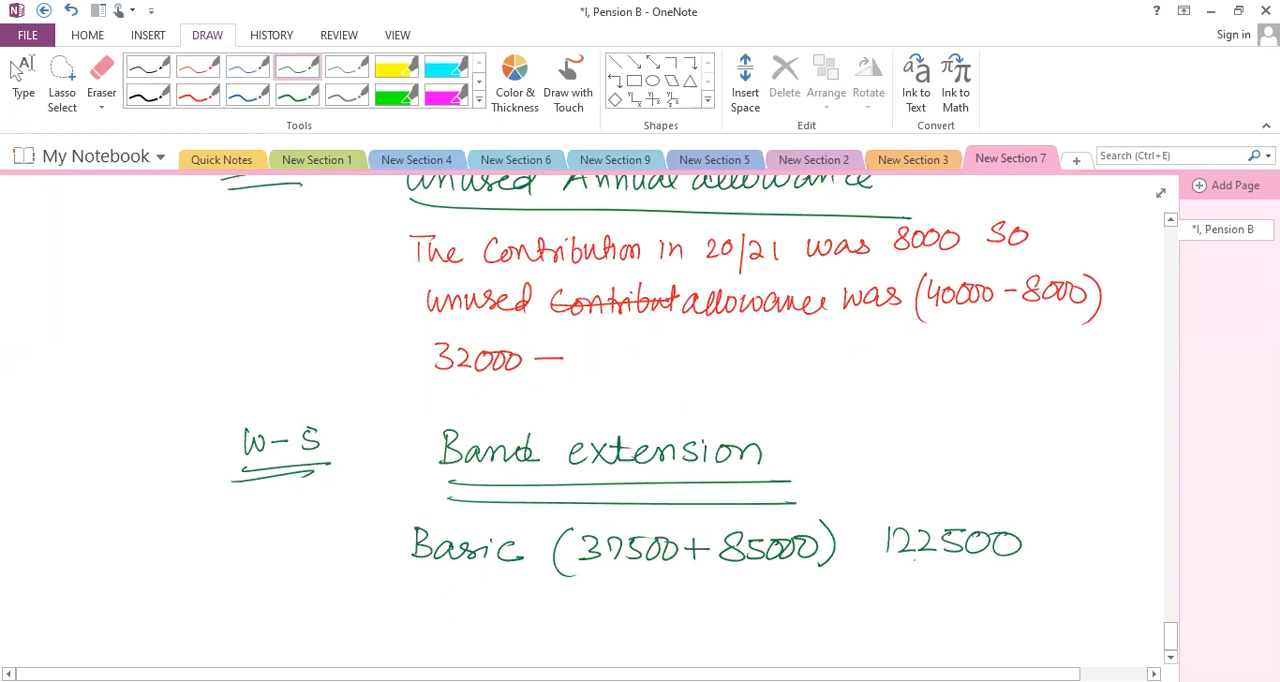 *I, Pension B - OneNote
FILE HOME INSERT DRAW HISTORY REVIEW VIEW Sign in
Type Lasso Select Eraser Color & Thickness Draw with Touch Insert Space Delete Arrange Rotate Ink to Text Ink to Math
Tools Shapes Edit Convert
My Notebook Quick Notes New Section 1 New Section 4 New Section 6 New Section 9 New Section 5 New Section 2 New Section 3 New Section 7 Search (Ctrl+E)
Add Page
*I, Pension B
unused Annual allowance
The Contribution in 20/21 was 8000 SO
unused Contribut allowance was (40000 - 8000)
32000 —
W-5 Band extension
Basic (37500 + 85000) 122500